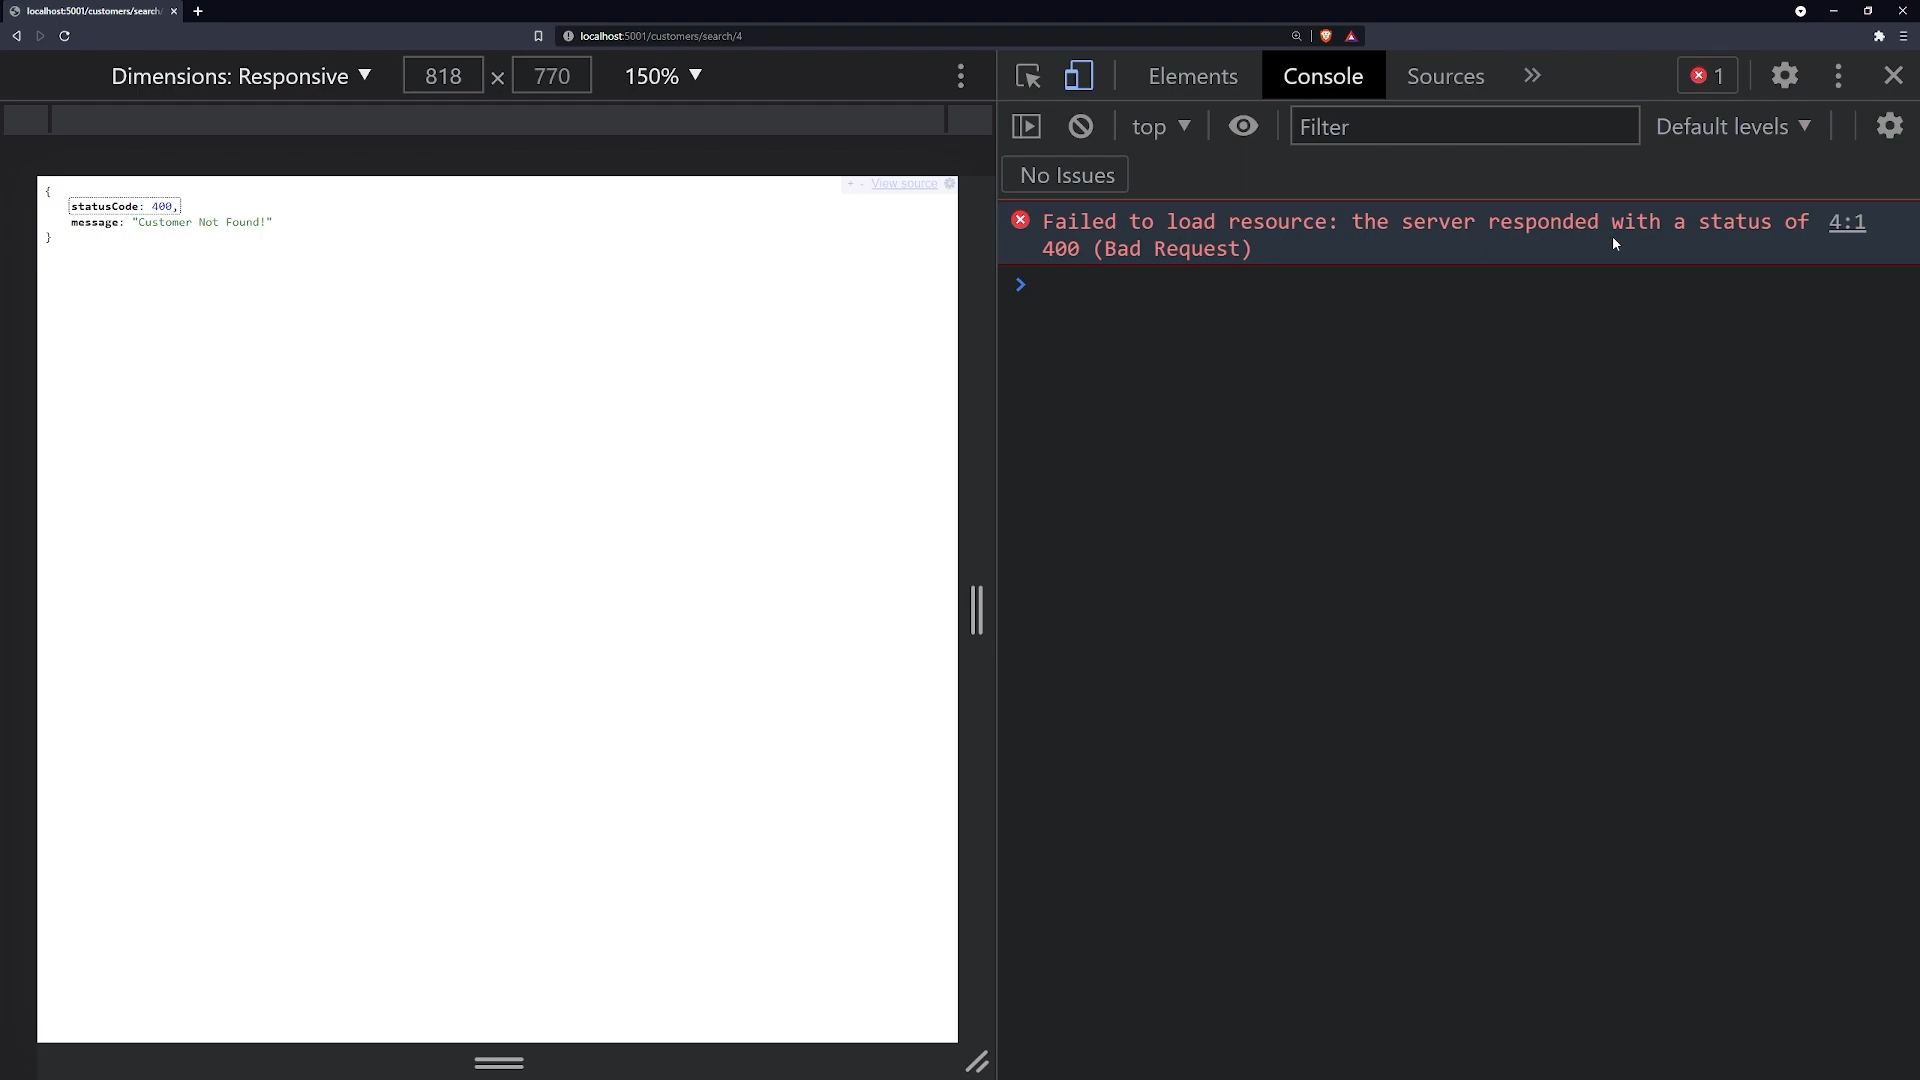 localhost:5001/customers/search/
localhost:5001/customers/search/4
Dimensions: Responsive
818 × 770
150%
Elements
Console
Sources
1
top
Filter
Default levels
No Issues
+ - View source
{
statusCode: 400,
message: "Customer Not Found!"
}
Failed to load resource: the server responded with a status of 4:1
400 (Bad Request)